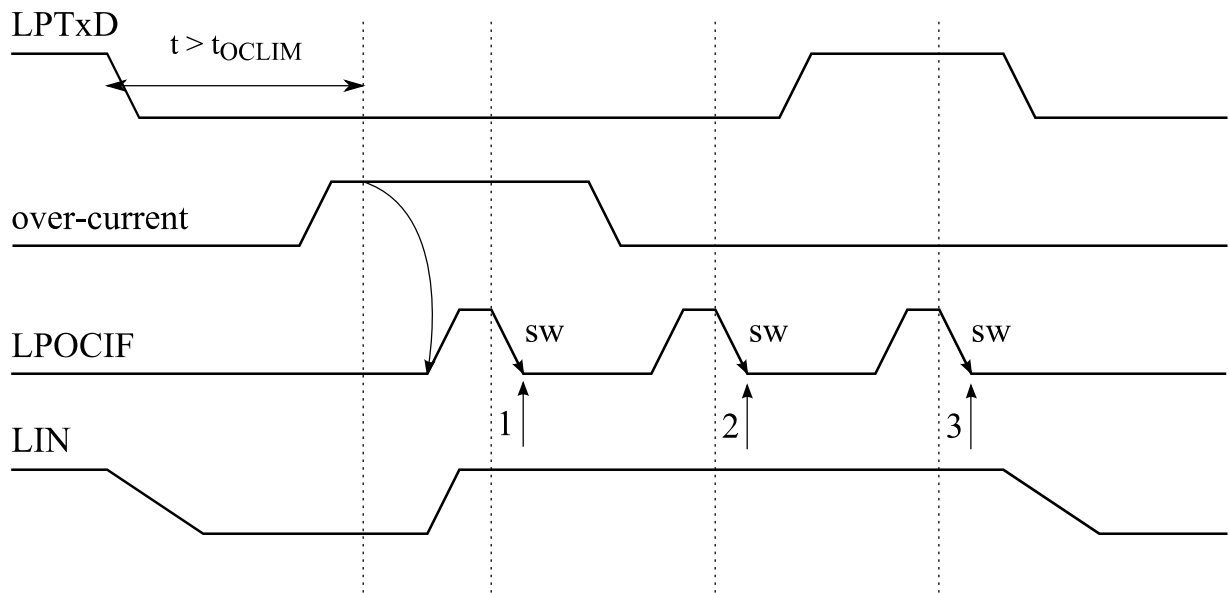 LPTxD
t > tOCLIM
over-current
LPOCIF
sw
sw
sw
1
2
3
LIN